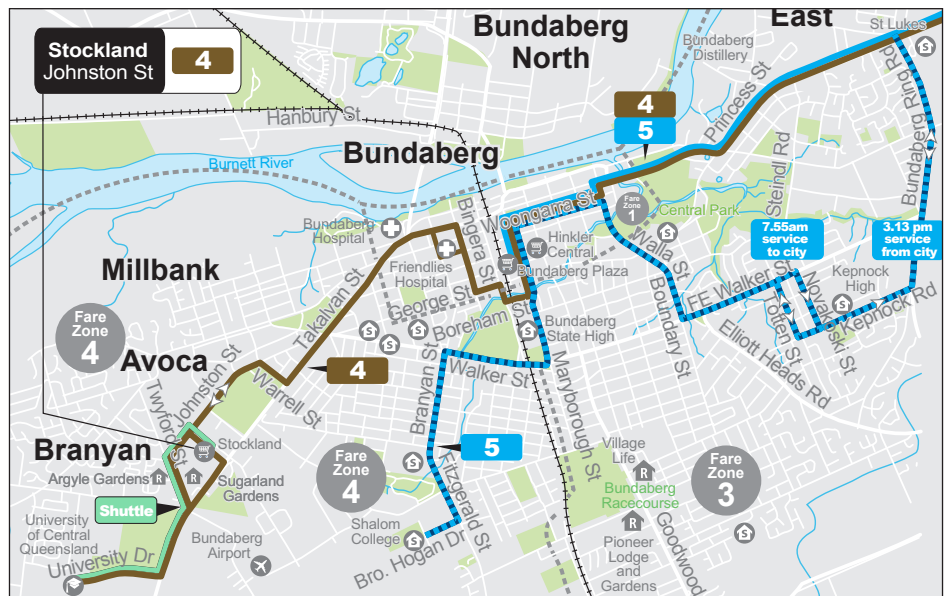 Stockland
Johnston St
4
Bundaberg
North
East
St Lukes
Bundaberg
Distillery
Hanbury St
4
5
Princess St
Bundaberg Ring Rd
Burnett River
Bundaberg
Steindl Rd
Woongarra St
Fare
Zone
1
Central Park
Bundaberg
Hospital
Bingera St
Hinkler
Central
Bundaberg Plaza
7.55am
service
to city
3.13 pm
service
from city
Millbank
Friendlies
Hospital
Walla St
Kepnock
High
FE Walker St
Takalvan St
George St
Boreham St
Boundary St
Kepnock Rd
Fare
Zone
4
Bundaberg
State High
Elliott Heads Rd
Avoca
4
Walker St
Johnston St
Warrell St
Branyan St
Maryborough St
Twyford St
Branyan
Stockland
5
Village
Life
R
Fare
Zone
4
Fare
Zone
3
Argyle Gardens
R
R
Sugarland
Gardens
Fitzgerald St
Bundaberg
Racecourse
Shuttle
University
of Central
Queensland
Bundaberg
Airport
Shalom
College
S
R
Pioneer
Lodge
and
Gardens
Goodwood
University Dr
Bro. Hogan Dr